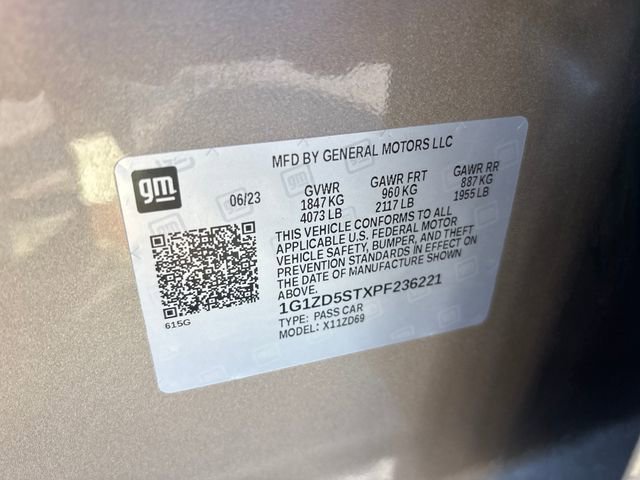 MFD BY GENERAL MOTORS LLC
gm
06/23
GVWR
1847 KG
4073 LB
GAWR FRT
960 KG
2117 LB
GAWR RR
887 KG
1955 LB
THIS VEHICLE CONFORMS TO ALL
APPLICABLE U.S. FEDERAL MOTOR
VEHICLE SAFETY, BUMPER, AND THEFT
PREVENTION STANDARDS IN EFFECT ON
THE DATE OF MANUFACTURE SHOWN
ABOVE.
1G1ZD5STXPF236221
TYPE: PASS CAR
MODEL: X11ZD69
615G